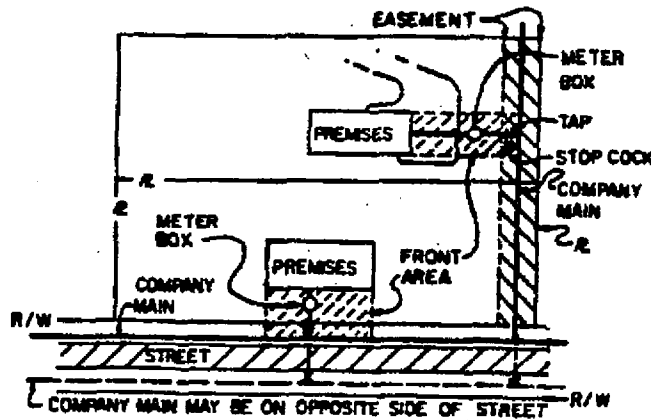 EASEMENT
METER
BOX
PREMISES
TAP
STOP COCK
COMPANY
MAIN
METER
BOX
PREMISES
FRONT
AREA
COMPANY
MAIN
R/W
STREET
R/W
COMPANY MAIN MAY BE ON OPPOSITE SIDE OF STREET